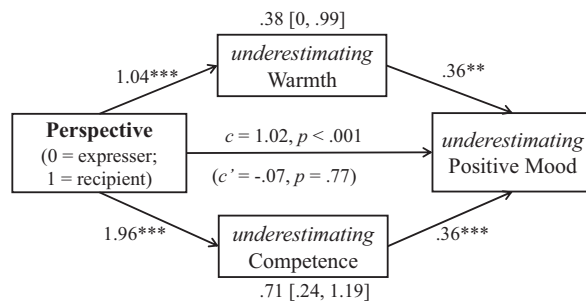 .38 [0, .99]
underestimating
Warmth
1.04***
.36**
Perspective
(0 = expresser;
1 = recipient)
c = 1.02, p < .001
(c’ = -.07, p = .77)
underestimating
Positive Mood
1.96***
.36***
underestimating
Competence
.71 [.24, 1.19]